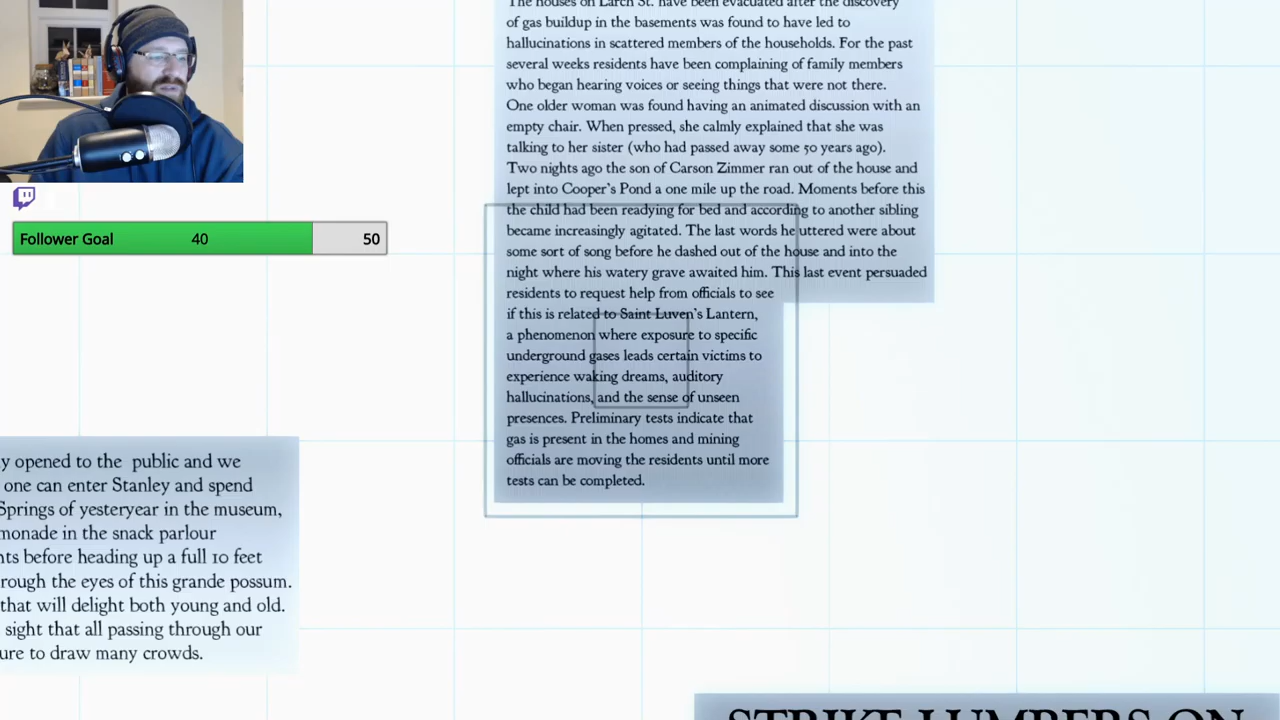 The houses on Larch St. have been evacuated after the discovery
of gas buildup in the basements was found to have led to
hallucinations in scattered members of the households. For the past
several weeks residents have been complaining of family members
who began hearing voices or seeing things that were not there.
One older woman was found having an animated discussion with an
empty chair. When pressed, she calmly explained that she was
talking to her sister (who had passed away some 50 years ago).
Two nights ago the son of Carson Zimmer ran out of the house and
lept into Cooper's Pond a one mile up the road. Moments before this
the child had been readying for bed and according to another sibling
became increasingly agitated. The last words he uttered were about
some sort of song before he dashed out of the house and into the
night where his watery grave awaited him. This last event persuaded
residents to request help from officials to see
if this is related to Saint Luven's Lantern,
a phenomenon where exposure to specific
underground gases leads certain victims to
experience waking dreams, auditory
hallucinations, and the sense of unseen
presences. Preliminary tests indicate that
gas is present in the homes and mining
officials are moving the residents until more
tests can be completed.
Follower Goal 40 50
y opened to the public and we
one can enter Stanley and spend
Springs of yesteryear in the museum,
monade in the snack parlour
nts before heading up a full 10 feet
rough the eyes of this grande possum.
that will delight both young and old.
sight that all passing through our
ure to draw many crowds.
STRIKE LUMBERS ON